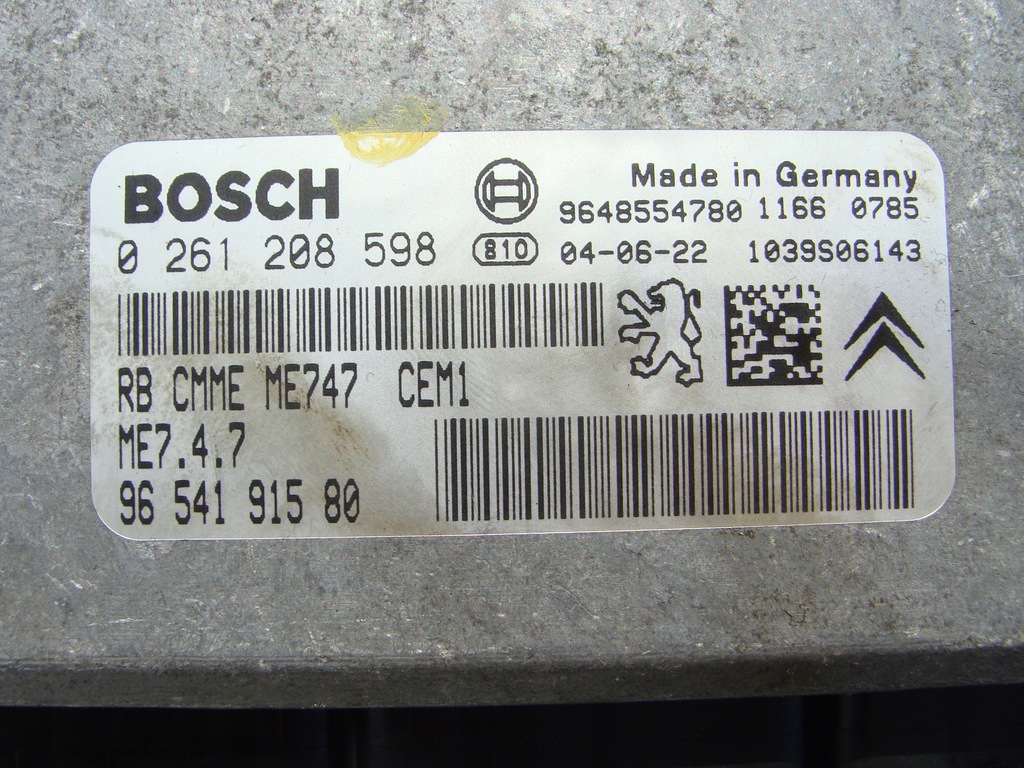 BOSCH
Made in Germany
9648554780 1166 0785
0 261 208 598
810 04-06-22 1039S06143
RB CMME ME747 CEM1
ME7.4.7
96 541 915 80